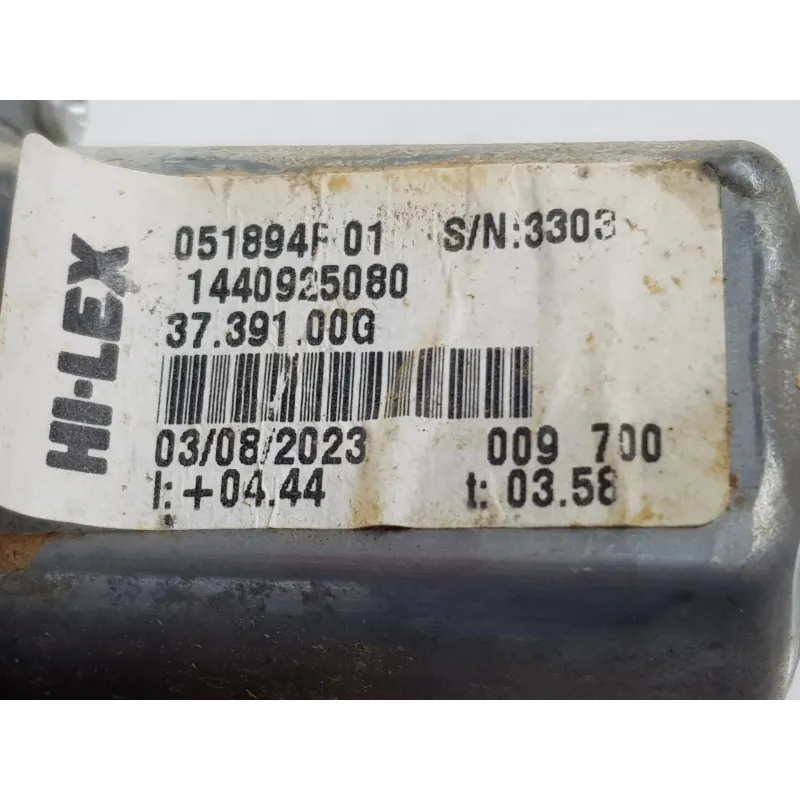 HI-LEX
051894F 01 S/N:3303
1440925080
37.391.00G
03/08/2023 009 700
I: +04.44 t: 03.58